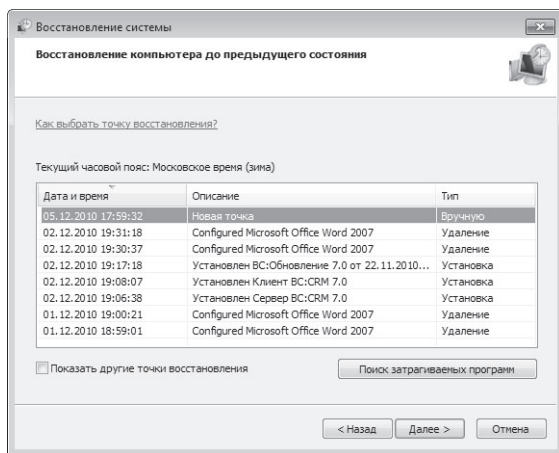 Восстановление системы
Восстановление компьютера до предыдущего состояния
Как выбрать точку восстановления?
Текущий часовой пояс: Московское время (зима)
Дата и время Описание Тип
05.12.2010 17:59:32 Новая точка Вручную
02.12.2010 19:31:18 Configured Microsoft Office Word 2007 Удаление
02.12.2010 19:30:37 Configured Microsoft Office Word 2007 Удаление
02.12.2010 19:17:18 Установлен ВС:Обновление 7.0 от 22.11.2010... Установка
02.12.2010 19:08:07 Установлен Клиент ВС:CRM 7.0 Установка
02.12.2010 19:06:38 Установлен Сервер ВС:CRM 7.0 Установка
01.12.2010 19:00:21 Configured Microsoft Office Word 2007 Удаление
01.12.2010 18:59:01 Configured Microsoft Office Word 2007 Удаление
Показать другие точки восстановления Поиск затрагиваемых программ
< Назад Далее > Отмена